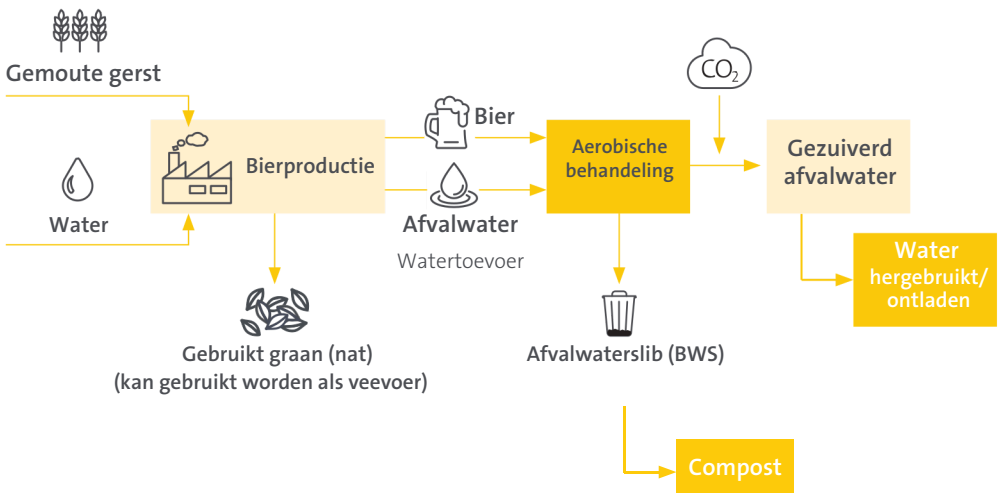 Gemoute gerst
Water
Bierproductie
Bier
Afvalwater
Watertoevoer
Gebruikt graan (nat)
(kan gebruikt worden als veevoer)
Aerobische
behandeling
Afvalwaterslib (BWS)
Compost
CO2
Gezuiverd
afvalwater
Water
hergebruikt/
ontladen